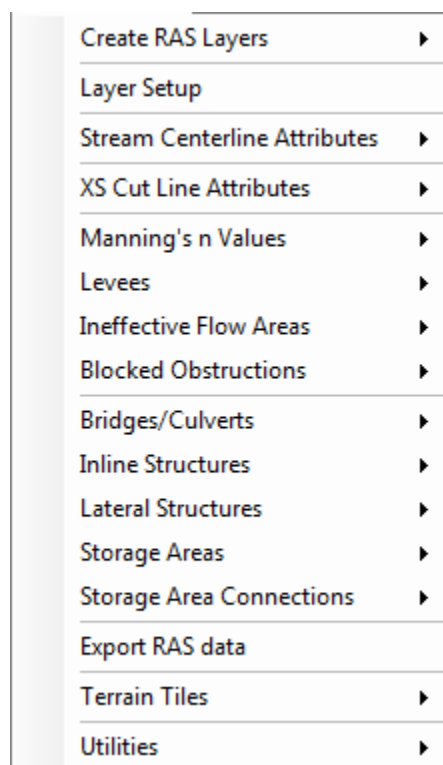 Create RAS Layers
Layer Setup
Stream Centerline Attributes
XS Cut Line Attributes
Manning's n Values
Levees
Ineffective Flow Areas
Blocked Obstructions
Bridges/Culverts
Inline Structures
Lateral Structures
Storage Areas
Storage Area Connections
Export RAS data
Terrain Tiles
Utilities